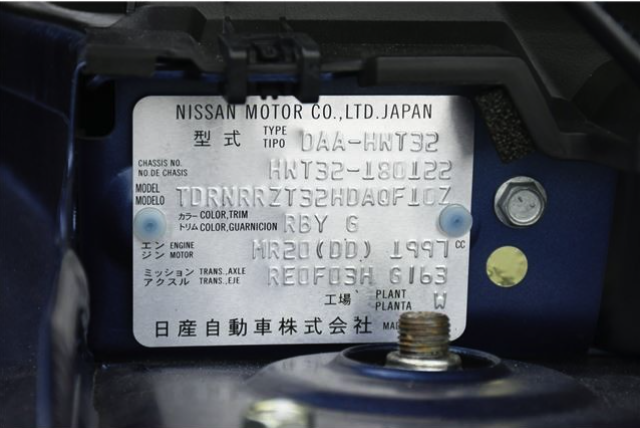 NISSAN MOTOR CO.,LTD.JAPAN
型式 TYPE TIPO DAA-HNT32
CHASSIS NO. NO.DE CHASIS HNT32-180122
MODEL MODELO TDRNRRZT32HDAQF10Z
カラー COLOR,TRIM トリム COLOR,GUARNICION RBY G
エンジン ENGINE MOTOR MR20(DD) 1997 CC
ミッション TRANS.,AXLE アクスル TRANS.,EJE RE0F03H G163
工場 PLANT PLANTA W
日産自動車株式会社